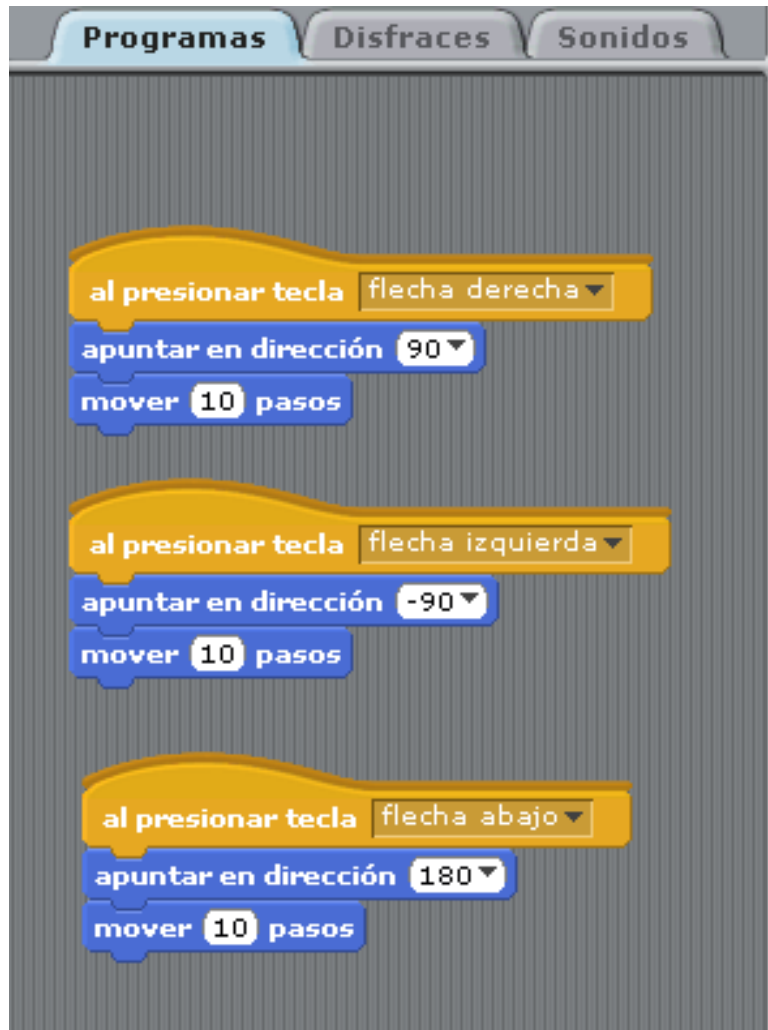 Programas Disfraces Sonidos
al presionar tecla flecha derecha
apuntar en dirección 90
mover 10 pasos
al presionar tecla flecha izquierda
apuntar en dirección -90
mover 10 pasos
al presionar tecla flecha abajo
apuntar en dirección 180
mover 10 pasos